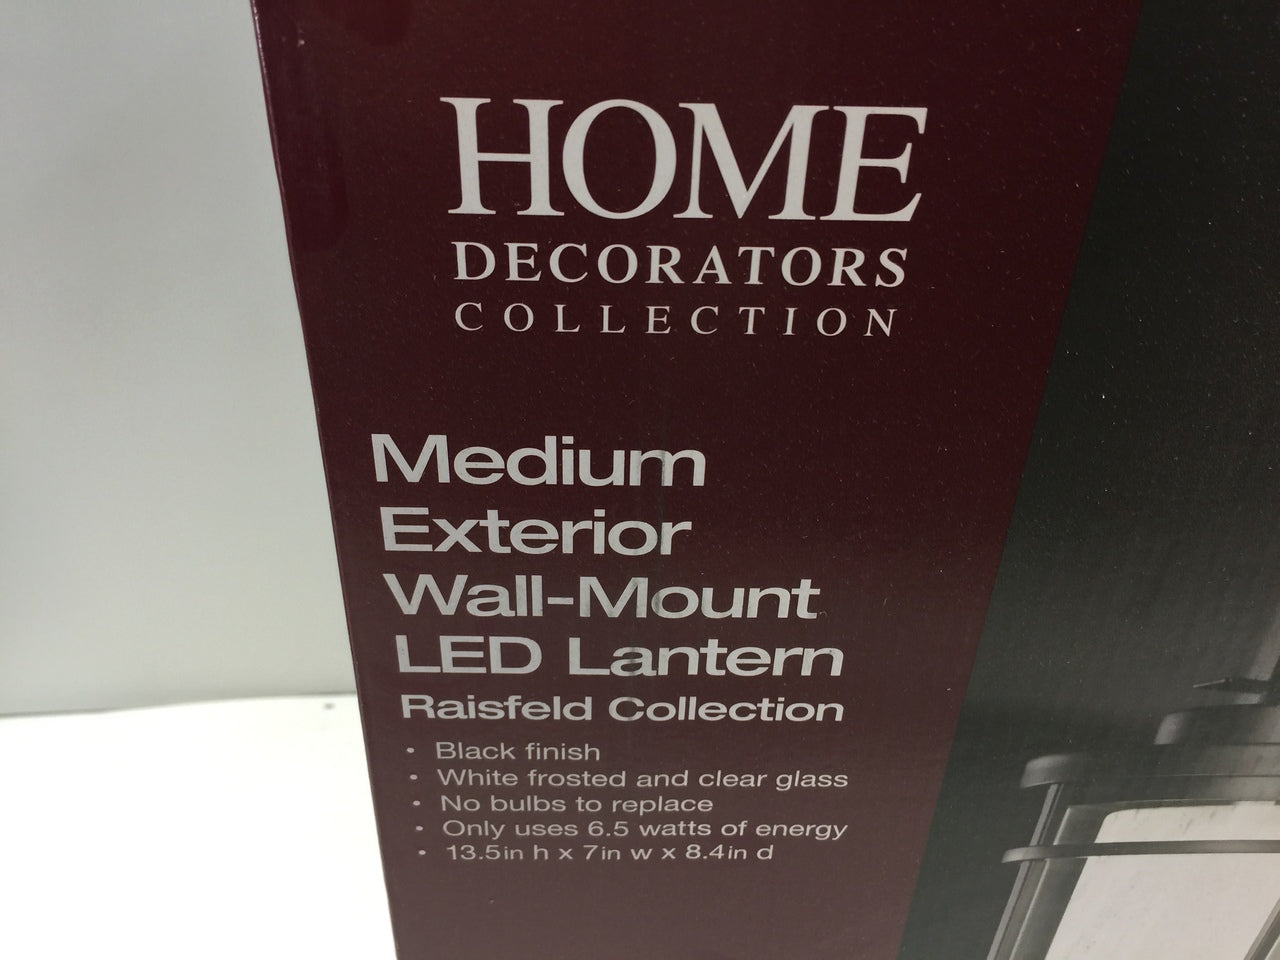 HOME
DECORATORS
COLLECTION
Medium
Exterior
Wall-Mount
LED Lantern
Raisfeld Collection
• Black finish
• White frosted and clear glass
• No bulbs to replace
• Only uses 6.5 watts of energy
• 13.5in h x 7in w x 8.4in d